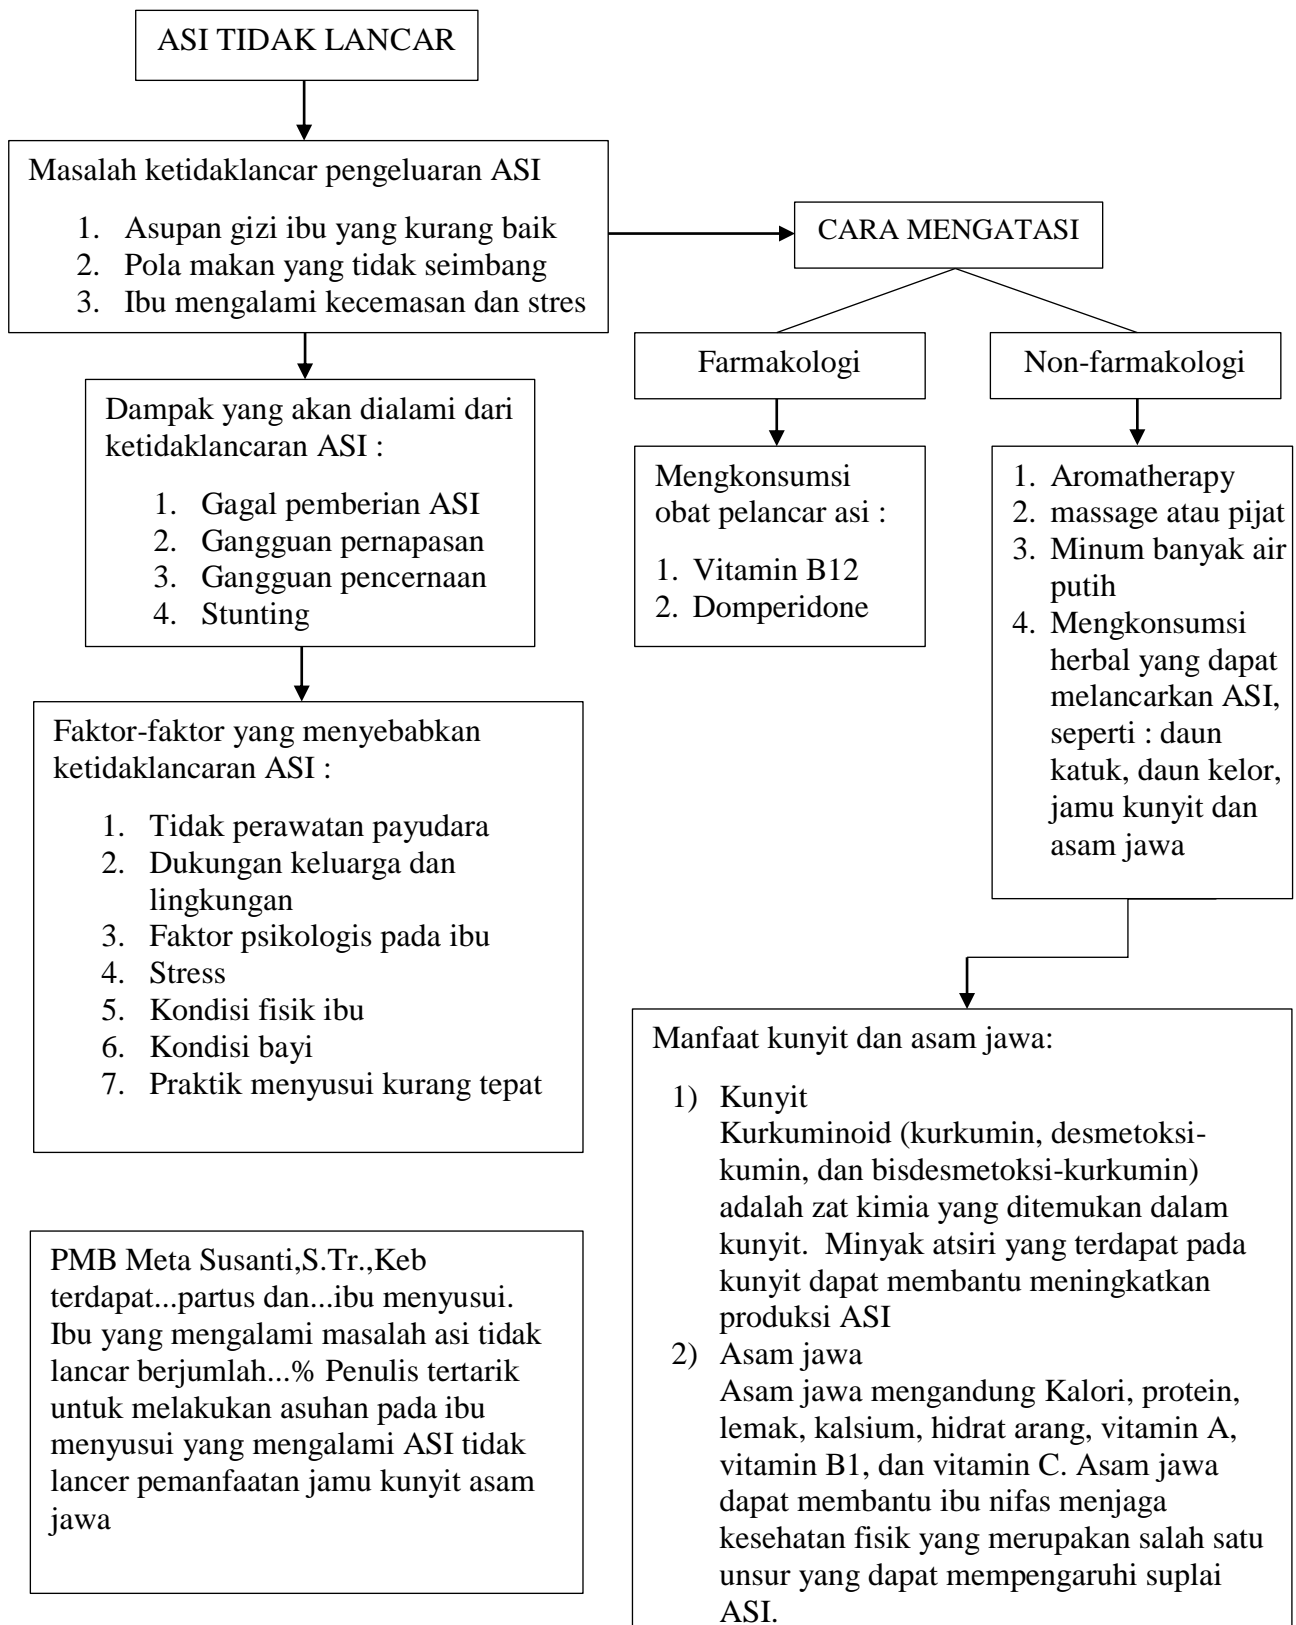 ASI TIDAK LANCAR
Masalah ketidaklancar pengeluaran ASI
1. Asupan gizi ibu yang kurang baik
2. Pola makan yang tidak seimbang
3. Ibu mengalami kecemasan dan stres
CARA MENGATASI
Farmakologi
Non-farmakologi
Dampak yang akan dialami dari
ketidaklancaran ASI :
1. Gagal pemberian ASI
2. Gangguan pernapasan
3. Gangguan pencernaan
4. Stunting
Mengkonsumsi
obat pelancar asi :
1. Vitamin B12
2. Domperidone
1. Aromatherapy
2. massage atau pijat
3. Minum banyak air
putih
4. Mengkonsumsi
herbal yang dapat
melancarkan ASI,
seperti : daun
katuk, daun kelor,
jamu kunyit dan
asam jawa
Faktor-faktor yang menyebabkan
ketidaklancaran ASI :
1. Tidak perawatan payudara
2. Dukungan keluarga dan
lingkungan
3. Faktor psikologis pada ibu
4. Stress
5. Kondisi fisik ibu
6. Kondisi bayi
7. Praktik menyusui kurang tepat
Manfaat kunyit dan asam jawa:
1) Kunyit
Kurkuminoid (kurkumin, desmetoksi-
kumin, dan bisdesmetoksi-kurkumin)
adalah zat kimia yang ditemukan dalam
kunyit. Minyak atsiri yang terdapat pada
kunyit dapat membantu meningkatkan
produksi ASI
2) Asam jawa
Asam jawa mengandung Kalori, protein,
lemak, kalsium, hidrat arang, vitamin A,
vitamin B1, dan vitamin C. Asam jawa
dapat membantu ibu nifas menjaga
kesehatan fisik yang merupakan salah satu
unsur yang dapat mempengaruhi suplai
ASI.
PMB Meta Susanti,S.Tr.,Keb
terdapat...partus dan...ibu menyusui.
Ibu yang mengalami masalah asi tidak
lancar berjumlah...% Penulis tertarik
untuk melakukan asuhan pada ibu
menyusui yang mengalami ASI tidak
lancer pemanfaatan jamu kunyit asam
jawa